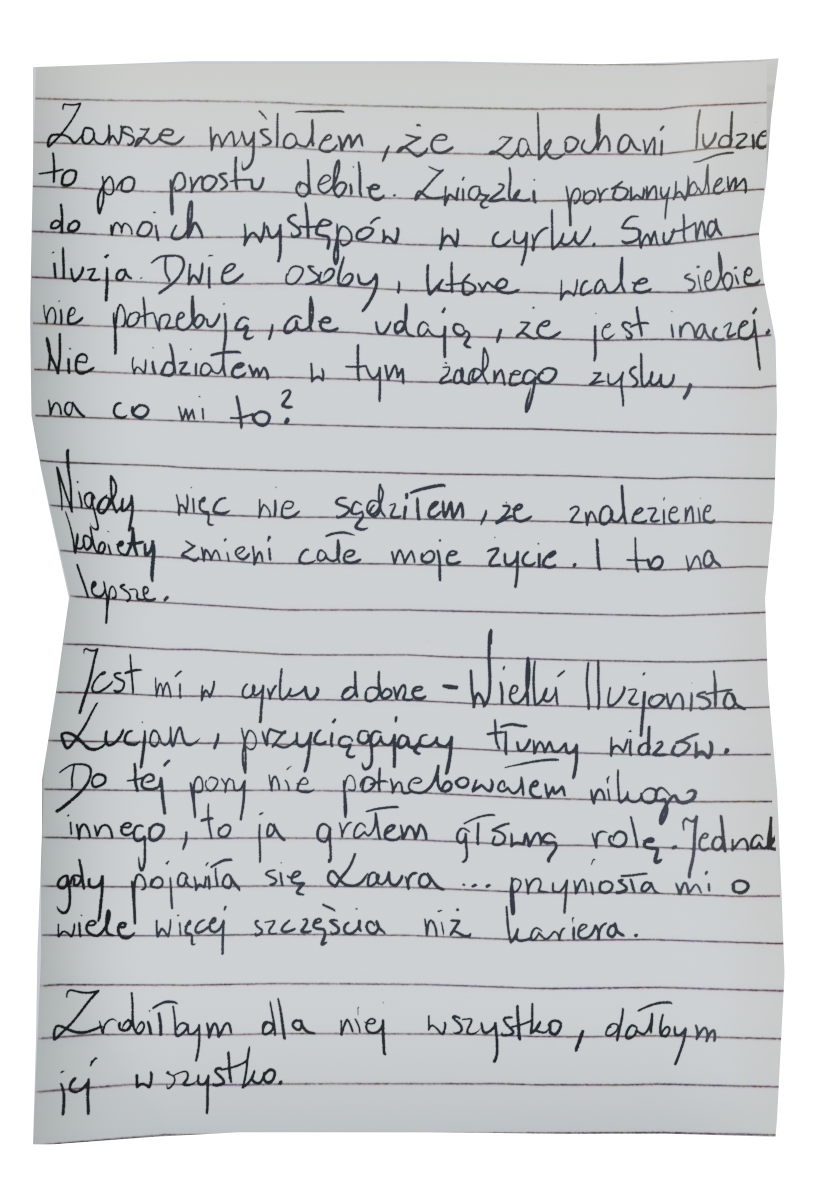 Zawsze myślałem, że zakochani ludzie
to po prostu debile. Związki porównywałem
do moich występów w cyrku. Smutna
iluzja. Dwie osoby, które wcale siebie
nie potrzebują, ale udają, że jest inaczej.
Nie widziałem w tym żadnego zysku,
na co mi to?
Nigdy więc nie sądziłem, że znalezienie
kobiety zmieni całe moje życie. I to na
lepsze.
Jest mi w cyrku dobrze – Wielki Iluzjonista
Lucjan, przyciągający tłumy widzów.
Do tej pory nie potrzebowałem nikogo
innego, to ja grałem główną rolę. Jednak
gdy pojawiła się Laura ... przyniosła mi o
wiele więcej szczęścia niż kariera.
Zrobiłbym dla niej wszystko, dałbym
jej wszystko.